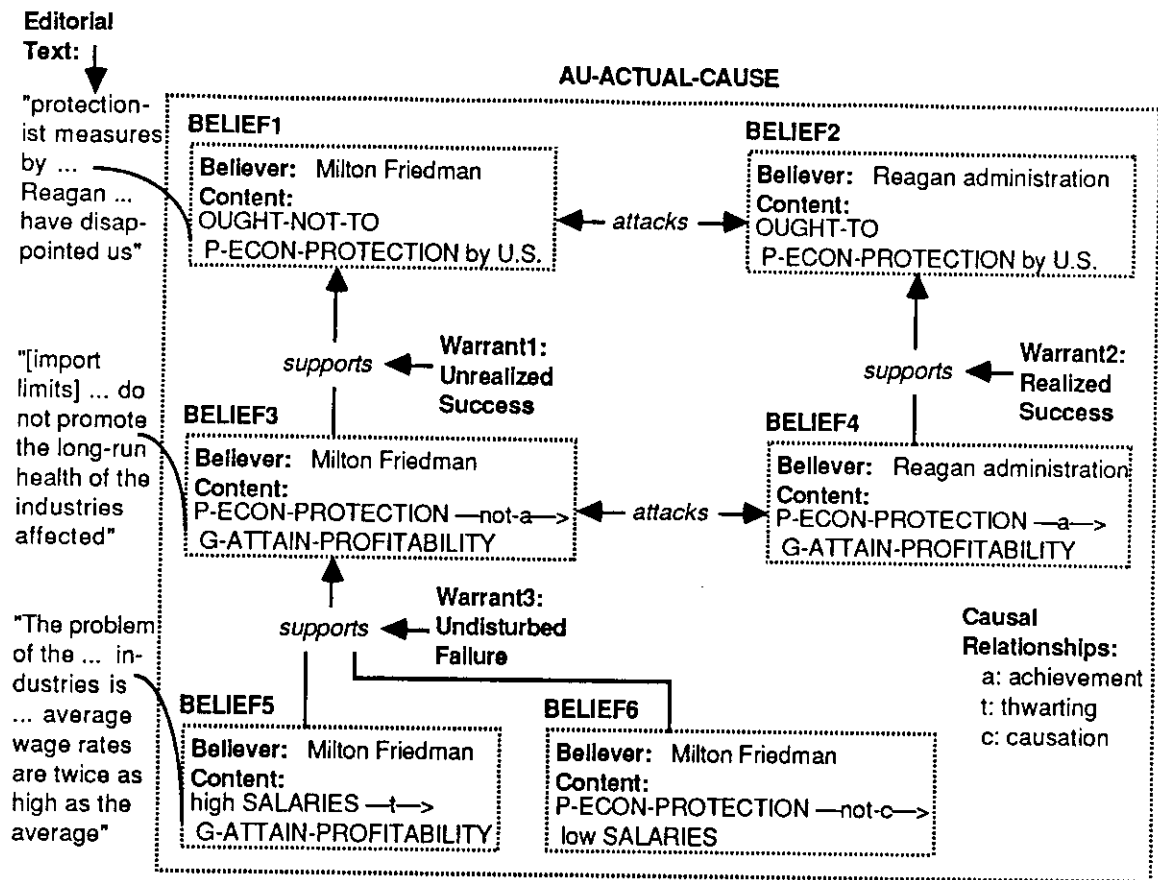 Editorial
Text:
"protection-
ist measures
by ...
Reagan ...
have disap-
pointed us"
"[import
limits] ... do
not promote
the long-run
health of the
industries
affected"
"The problem
of the ... in-
dustries is
... average
wage rates
are twice as
high as the
average"
AU-ACTUAL-CAUSE
BELIEF1
Believer: Milton Friedman
Content:
OUGHT-NOT-TO
P-ECON-PROTECTION by U.S.
attacks
BELIEF2
Believer: Reagan administration
Content:
OUGHT-TO
P-ECON-PROTECTION by U.S.
supports
Warrant1:
Unrealized
Success
supports
Warrant2:
Realized
Success
BELIEF3
Believer: Milton Friedman
Content:
P-ECON-PROTECTION —not-a—>
G-ATTAIN-PROFITABILITY
attacks
BELIEF4
Believer: Reagan administration
Content:
P-ECON-PROTECTION —a—>
G-ATTAIN-PROFITABILITY
supports
Warrant3:
Undisturbed
Failure
Causal
Relationships:
a: achievement
t: thwarting
c: causation
BELIEF5
Believer: Milton Friedman
Content:
high SALARIES —t—>
G-ATTAIN-PROFITABILITY
BELIEF6
Believer: Milton Friedman
Content:
P-ECON-PROTECTION —not-c—>
low SALARIES